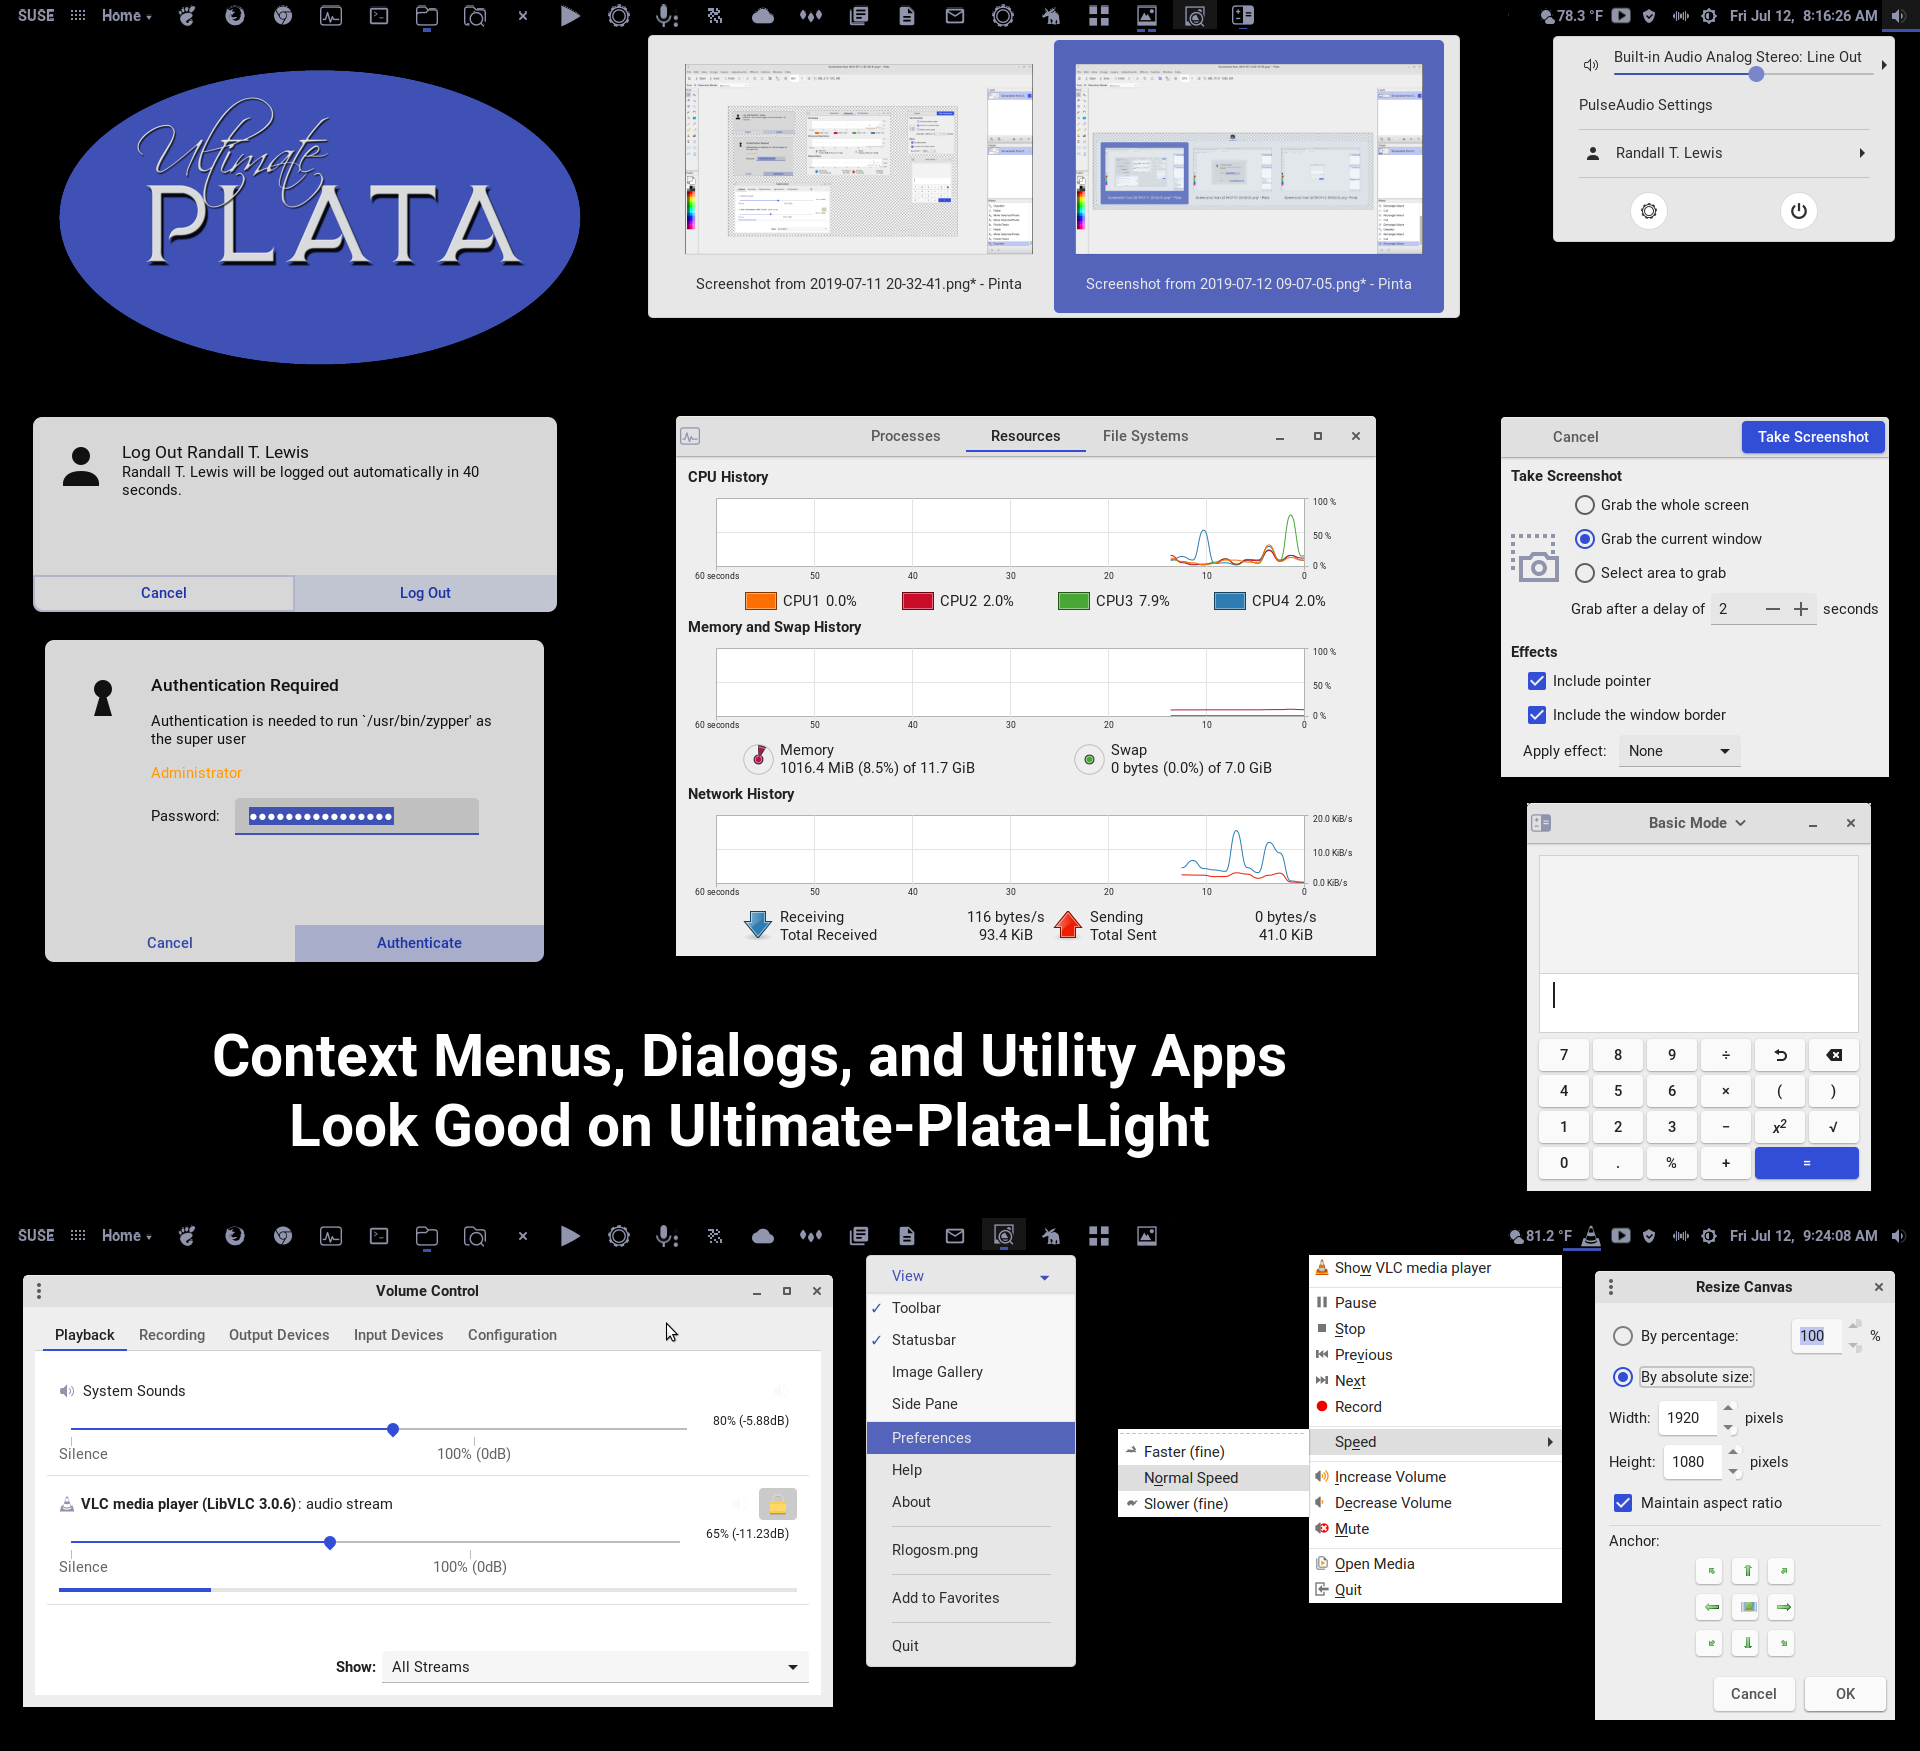 SUSE Home 78.3 °F Fri Jul 12, 8:16:26 AM
Ultimate
PLATA
Screenshot from 2019-07-11 20-32-41.png* - Pinta
Screenshot from 2019-07-12 09-07-05.png* - Pinta
Built-in Audio Analog Stereo: Line Out
PulseAudio Settings
Randall T. Lewis
Log Out Randall T. Lewis
Randall T. Lewis will be logged out automatically in 40
seconds.
Cancel
Log Out
Authentication Required
Authentication is needed to run `/usr/bin/zypper' as
the super user
Administrator
Password:
Cancel
Authenticate
Processes Resources File Systems
CPU History
100 %
50 %
0 %
60 seconds 50 40 30 20 10 0
CPU1 0.0% CPU2 2.0% CPU3 7.9% CPU4 2.0%
Memory and Swap History
100 %
50 %
0 %
60 seconds 50 40 30 20 10 0
Memory
1016.4 MiB (8.5%) of 11.7 GiB
Swap
0 bytes (0.0%) of 7.0 GiB
Network History
20.0 KiB/s
10.0 KiB/s
0.0 KiB/s
60 seconds 50 40 30 20 10 0
Receiving 116 bytes/s
Total Received 93.4 KiB
Sending 0 bytes/s
Total Sent 41.0 KiB
Cancel
Take Screenshot
Take Screenshot
Grab the whole screen
Grab the current window
Select area to grab
Grab after a delay of 2 − + seconds
Effects
Include pointer
Include the window border
Apply effect: None
Basic Mode
7 8 9 ÷
4 5 6 × ( )
1 2 3 − x² √
0 . % + =
Context Menus, Dialogs, and Utility Apps
Look Good on Ultimate-Plata-Light
SUSE Home 81.2 °F Fri Jul 12, 9:24:08 AM
Volume Control
Playback Recording Output Devices Input Devices Configuration
System Sounds
80% (-5.88dB)
Silence 100% (0dB)
VLC media player (LibVLC 3.0.6) : audio stream
65% (-11.23dB)
Silence 100% (0dB)
Show: All Streams
View
Toolbar
Statusbar
Image Gallery
Side Pane
Preferences
Help
About
Rlogosm.png
Add to Favorites
Quit
Faster (fine)
Normal Speed
Slower (fine)
Show VLC media player
Pause
Stop
Previous
Next
Record
Speed
Increase Volume
Decrease Volume
Mute
Open Media
Quit
Resize Canvas
By percentage: 100 %
By absolute size:
Width: 1920 pixels
Height: 1080 pixels
Maintain aspect ratio
Anchor:
Cancel
OK